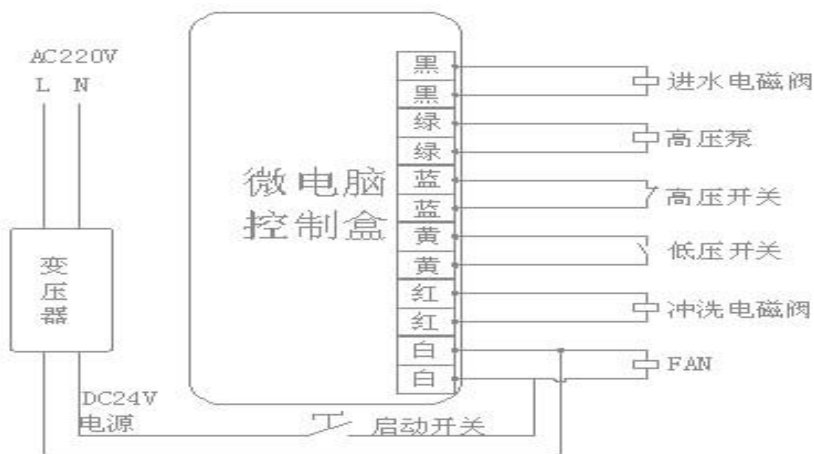 AC220V
L N
变压器
DC24V
电源
微电脑
控制盒
黑
黑
绿
绿
蓝
蓝
黄
黄
红
红
白
白
进水电磁阀
高压泵
高压开关
低压开关
冲洗电磁阀
FAN
启动开关